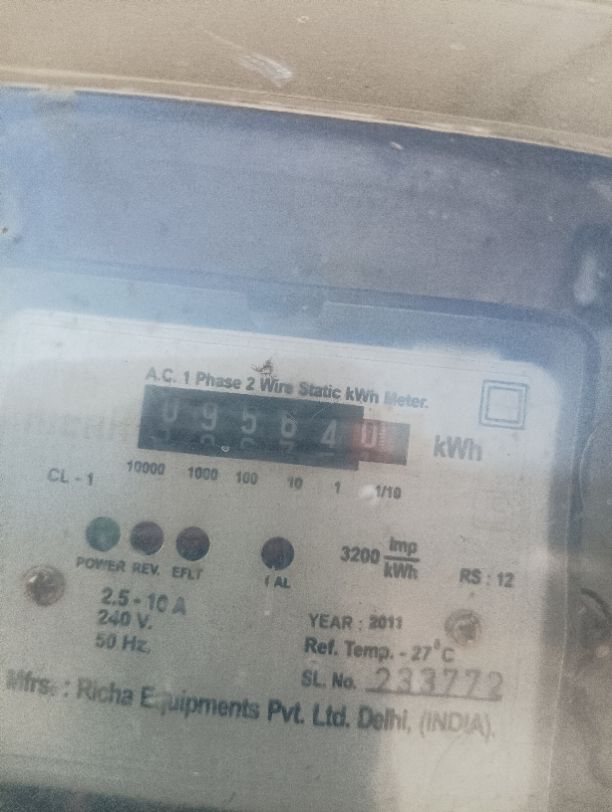 A.C. 1 Phase 2 Wire Static kWh Meter.
0 9 5 6 4 0 kWh
CL - 1 10000 1000 100 10 1 1/10
3200 Imp/kWh
POWER REV. EFLT CAL RS : 12
2.5 - 10 A
240 V.
50 Hz.
YEAR : 2011
Ref. Temp. - 27°C
SL. No. 233772
Mfrs. : Richa Equipments Pvt. Ltd. Delhi, (INDIA).